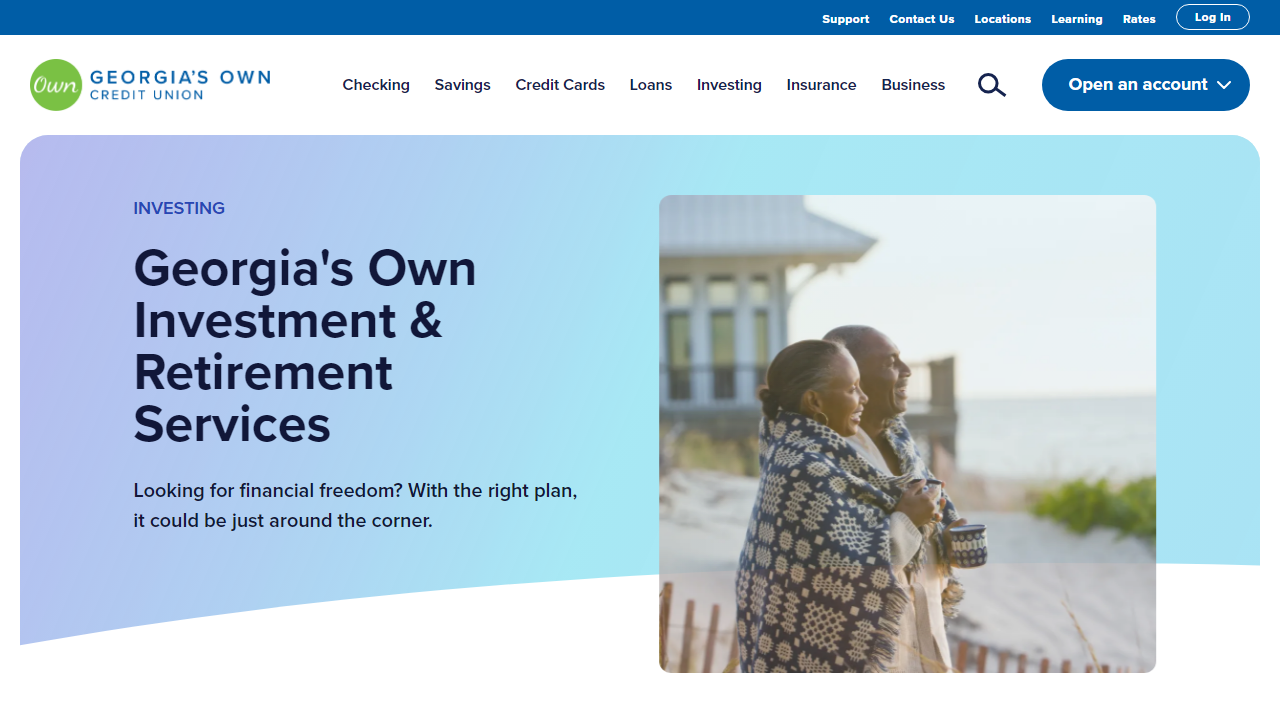 Support Contact Us Locations Learning Rates Log In
Own GEORGIA'S OWN
CREDIT UNION
Checking Savings Credit Cards Loans Investing Insurance Business Open an account
INVESTING
Georgia's Own
Investment &
Retirement
Services
Looking for financial freedom? With the right plan,
it could be just around the corner.